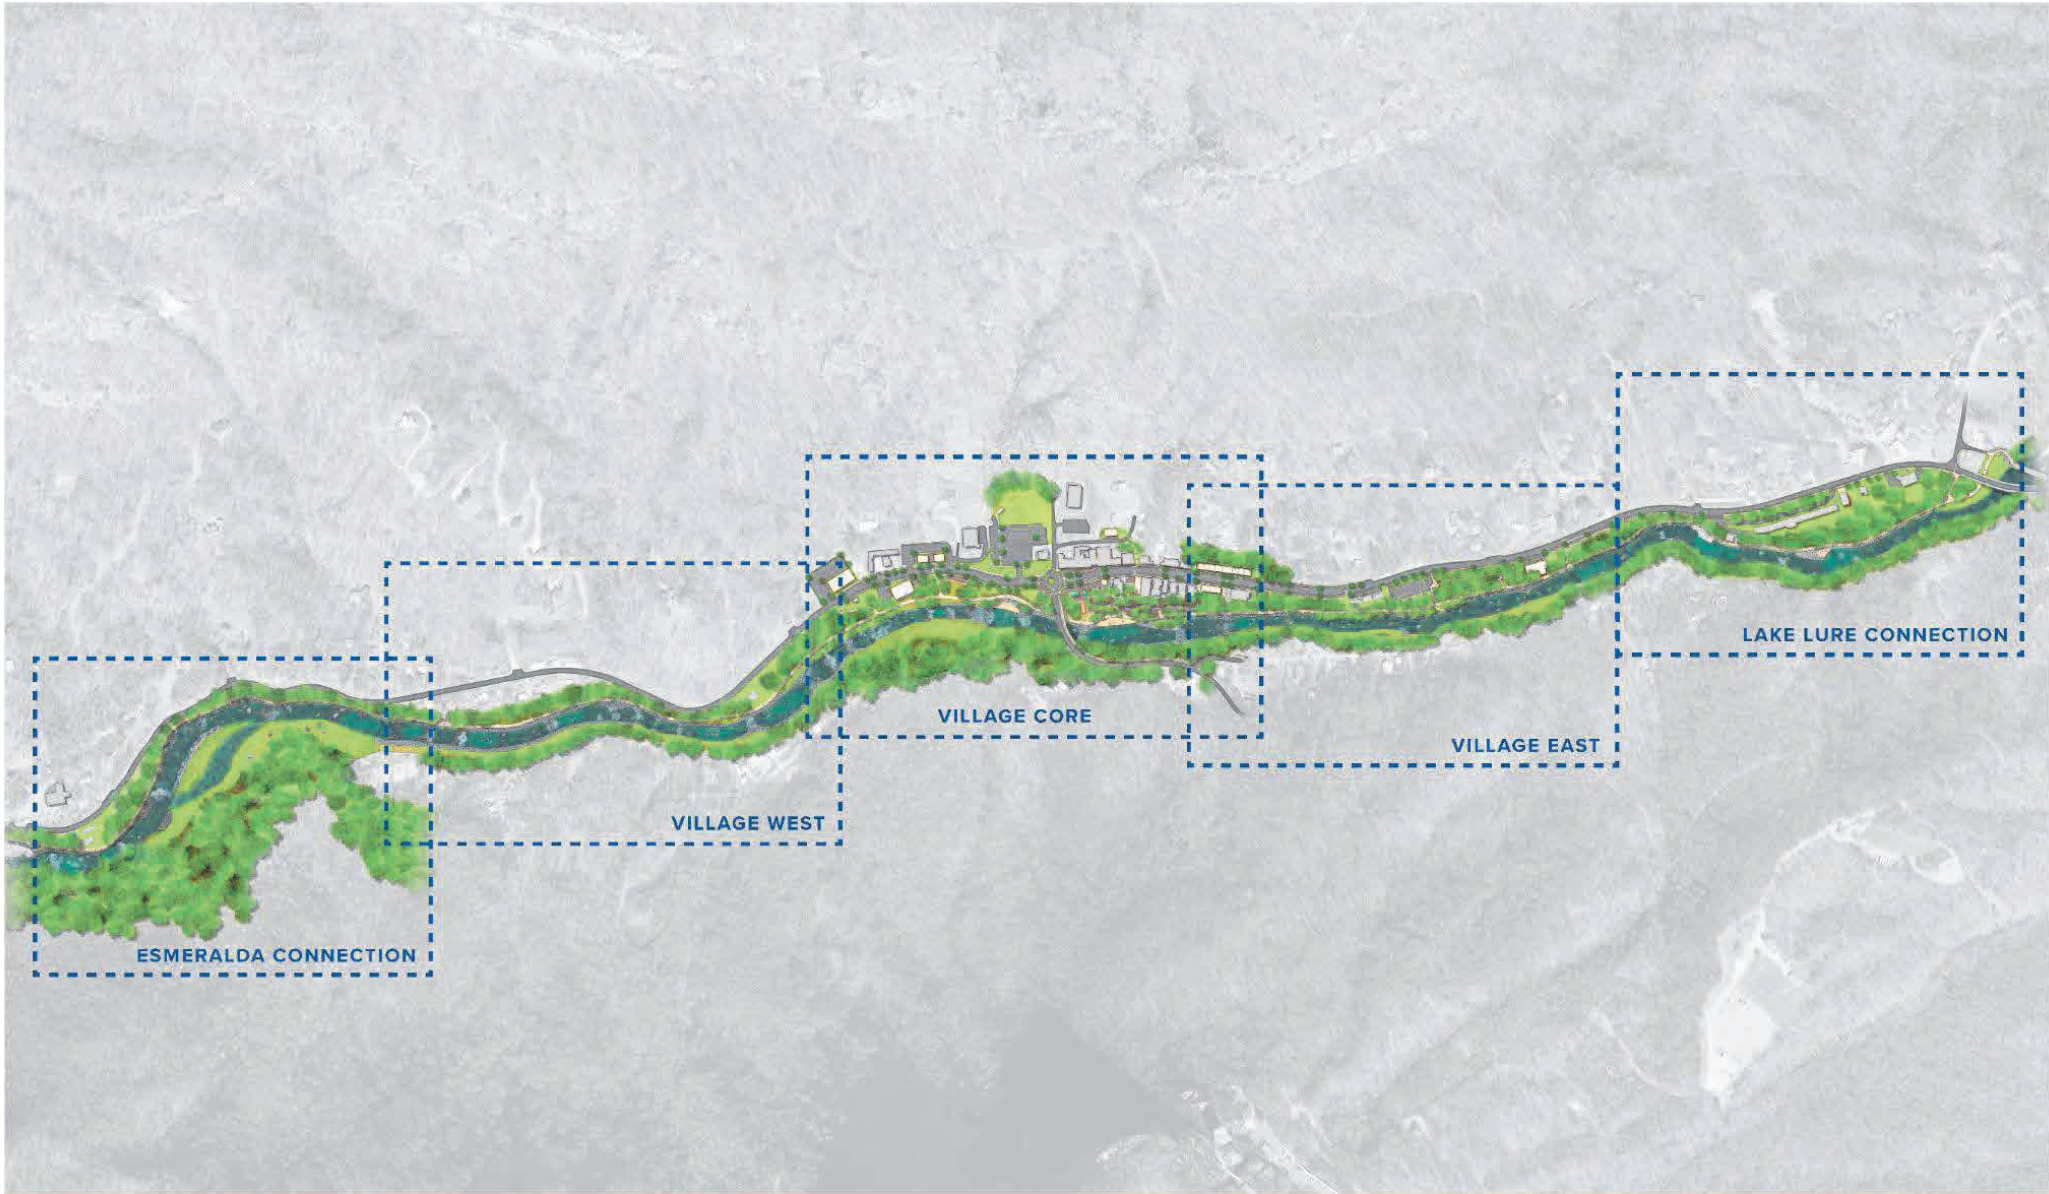 LAKE LURE CONNECTION
VILLAGE CORE
VILLAGE EAST
VILLAGE WEST
ESMERALDA CONNECTION